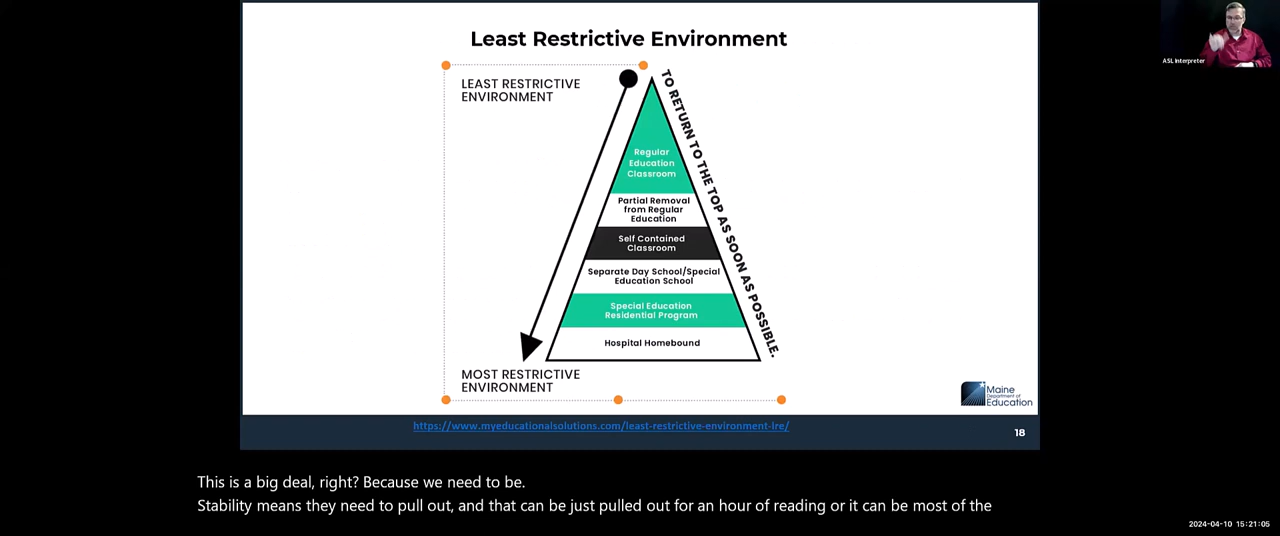 Least Restrictive Environment
ASL Interpreter
LEAST RESTRICTIVE
ENVIRONMENT
TO RETURN TO THE TOP AS SOON AS POSSIBLE.
Regular
Education
Classroom
Partial Removal
from Regular
Education
Self Contained
Classroom
Separate Day School/Special
Education School
Special Education
Residential Program
Hospital Homebound
MOST RESTRICTIVE
ENVIRONMENT
Maine
Department of
Education
https://www.myeducationalsolutions.com/least-restrictive-environment-lre/
18
This is a big deal, right? Because we need to be.
Stability means they need to pull out, and that can be just pulled out for an hour of reading or it can be most of the
2024-04-10 15:21:05